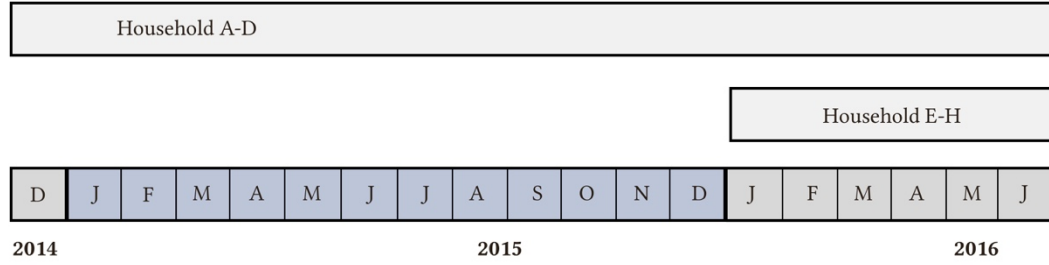 Household A-D
Household E-H
D J F M A M J J A S O N D J F M A M J
2014 2015 2016